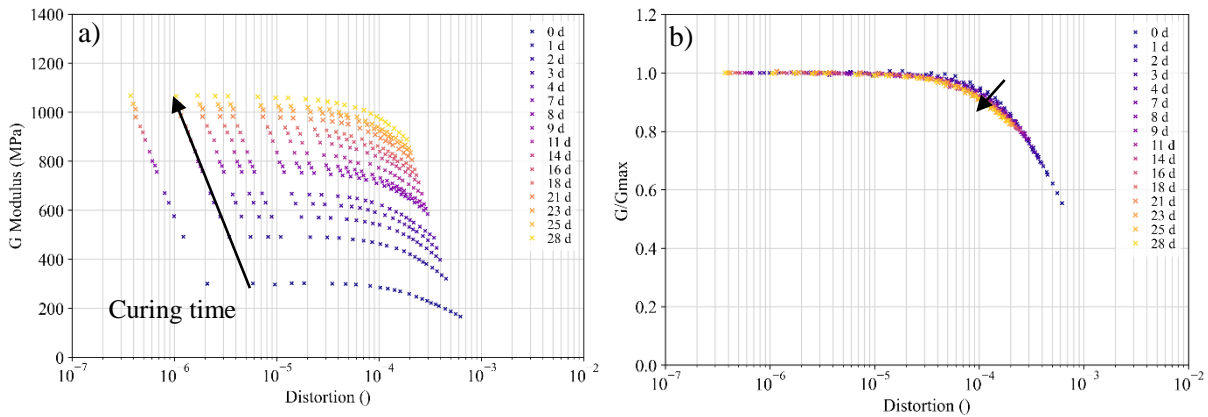 a)
1400
1200
1000
800
600
400
200
0
G Modulus (MPa)
Curing time
0 d
1 d
2 d
3 d
4 d
7 d
8 d
9 d
11 d
14 d
16 d
18 d
21 d
23 d
25 d
28 d
10⁻⁷ 10⁻⁶ 10⁻⁵ 10⁻⁴ 10⁻³ 10⁻²
Distortion ()
b)
1.2
1.0
0.8
0.6
0.4
0.2
0.0
G/Gmax
0 d
1 d
2 d
3 d
4 d
7 d
8 d
9 d
11 d
14 d
16 d
18 d
21 d
23 d
25 d
28 d
10⁻⁷ 10⁻⁶ 10⁻⁵ 10⁻⁴ 10⁻³ 10⁻²
Distortion ()